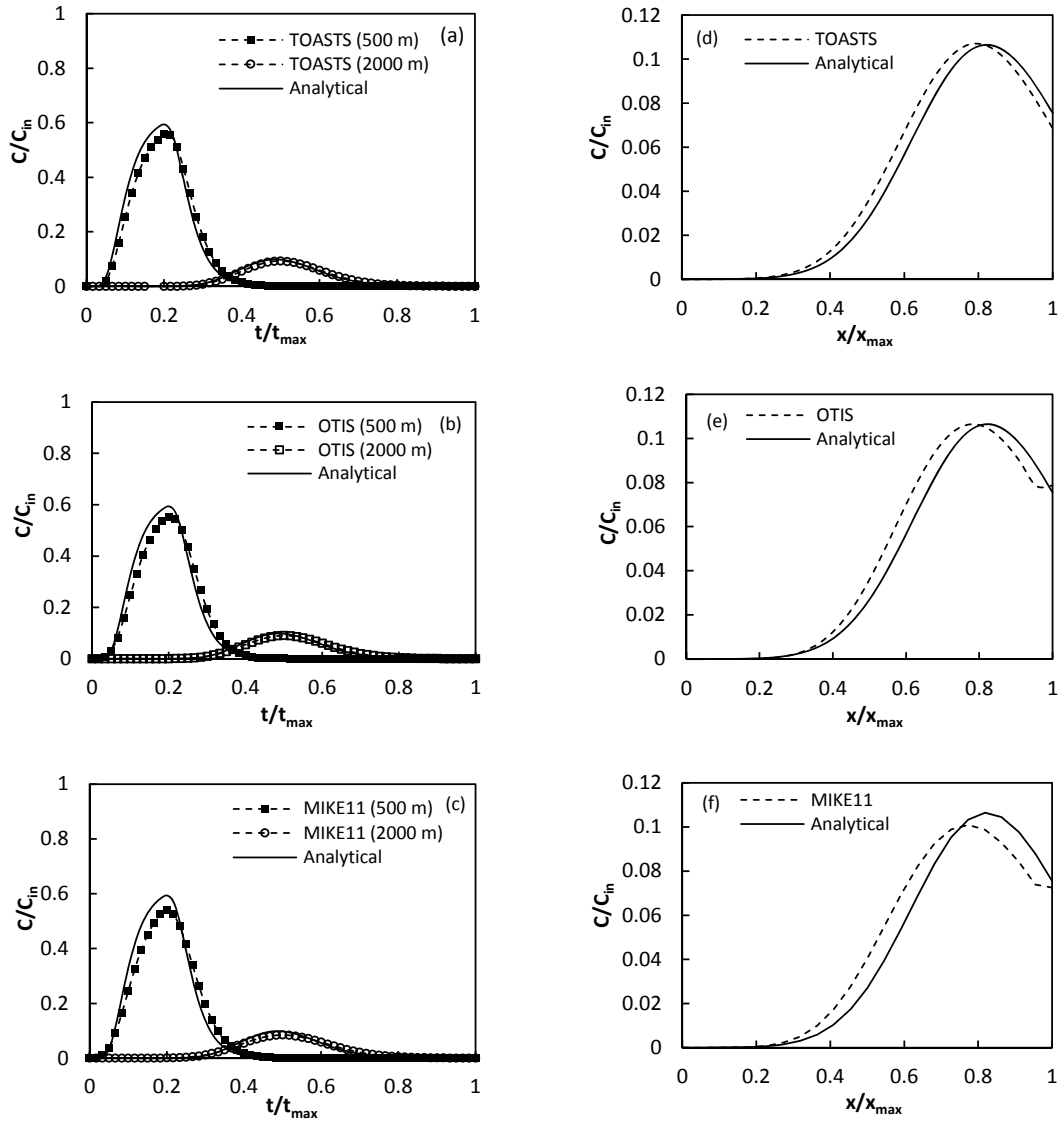 (a)
TOASTS (500 m)
TOASTS (2000 m)
Analytical
1
0.8
0.6
0.4
0.2
0
C/Cin
0 0.2 0.4 0.6 0.8 1
t/tmax
(d)
TOASTS
Analytical
0.12
0.1
0.08
0.06
0.04
0.02
0
C/Cin
0 0.2 0.4 0.6 0.8 1
x/xmax
(b)
OTIS (500 m)
OTIS (2000 m)
Analytical
1
0.8
0.6
0.4
0.2
0
C/Cin
0 0.2 0.4 0.6 0.8 1
t/tmax
(e)
OTIS
Analytical
0.12
0.1
0.08
0.06
0.04
0.02
0
C/Cin
0 0.2 0.4 0.6 0.8 1
x/xmax
(c)
MIKE11 (500 m)
MIKE11 (2000 m)
Analytical
1
0.8
0.6
0.4
0.2
0
C/Cin
0 0.2 0.4 0.6 0.8 1
t/tmax
(f)
MIKE11
Analytical
0.12
0.1
0.08
0.06
0.04
0.02
0
C/Cin
0 0.2 0.4 0.6 0.8 1
x/xmax